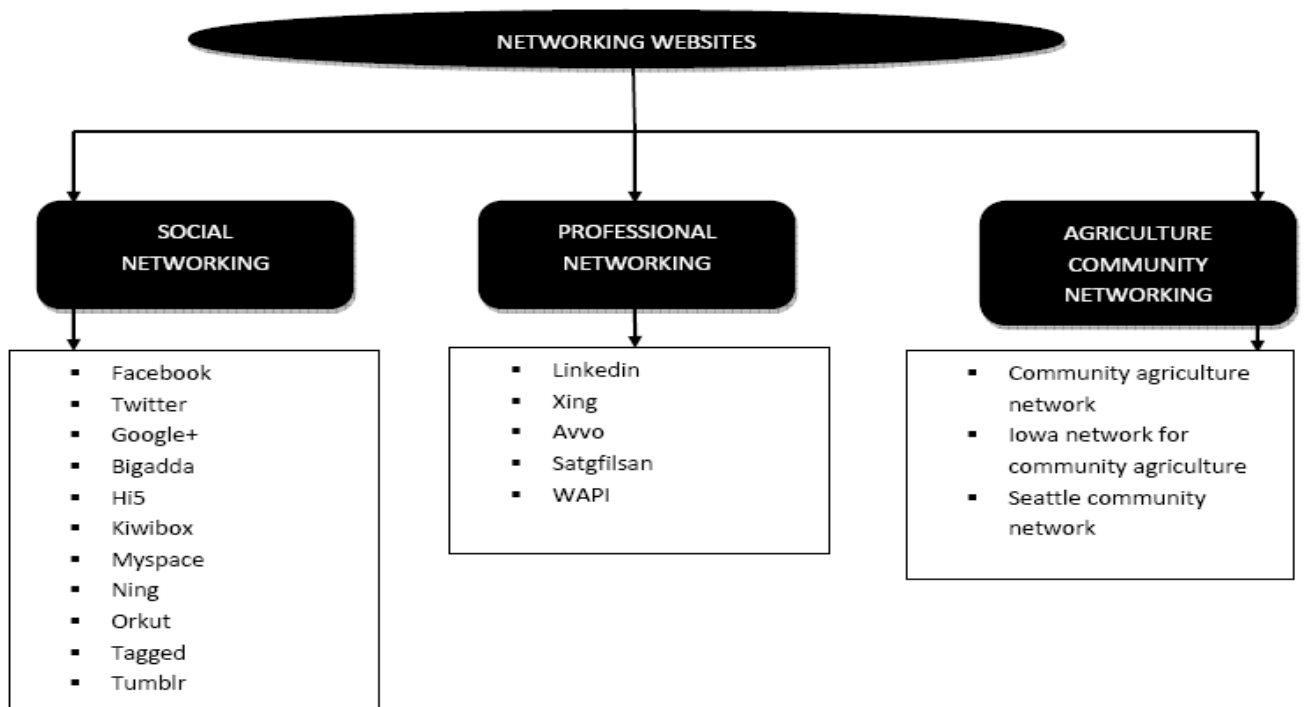 NETWORKING WEBSITES
SOCIAL
NETWORKING
Facebook
Twitter
Google+
Bigadda
Hi5
Kiwibox
Myspace
Ning
Orkut
Tagged
Tumblr
PROFESSIONAL
NETWORKING
Linkedin
Xing
Avvo
Satgfilsan
WAPI
AGRICULTURE
COMMUNITY
NETWORKING
Community agriculture
network
Iowa network for
community agriculture
Seattle community
network